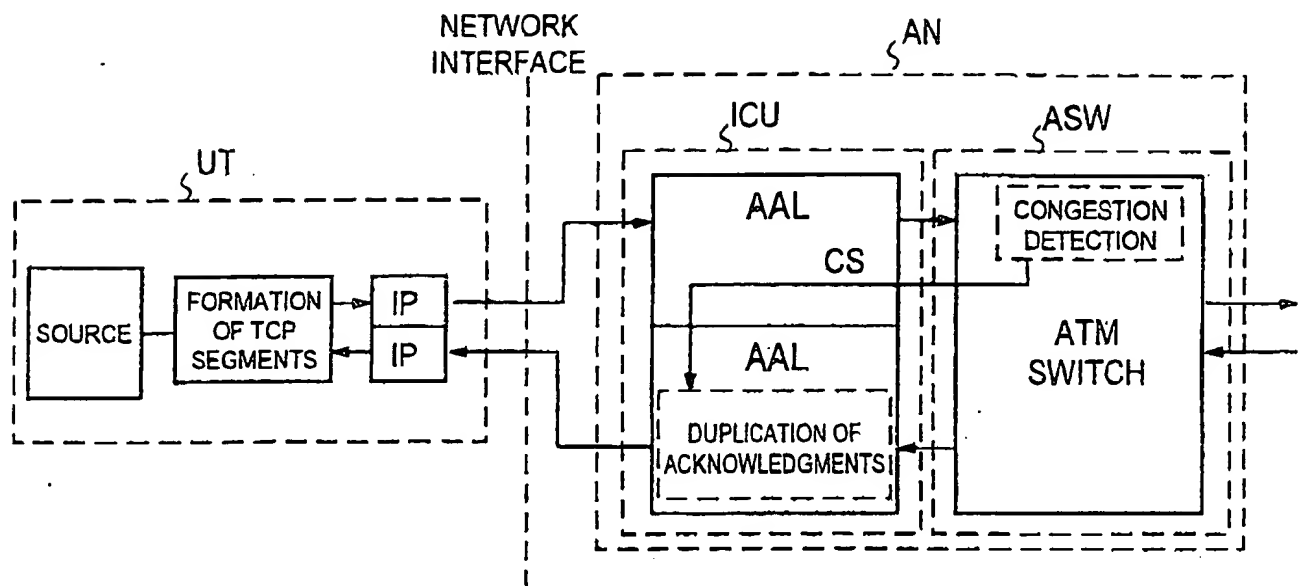 NETWORK
INTERFACE
AN
ICU
ASW
UT
AAL
CONGESTION
DETECTION
CS
SOURCE
FORMATION
OF TCP
SEGMENTS
IP
IP
AAL
ATM
SWITCH
DUPLICATION OF
ACKNOWLEDGMENTS